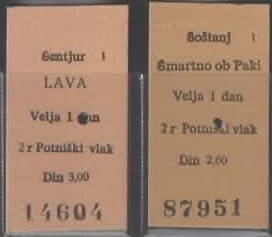 Šentjur 1
LAVA
Velja 1 dan
2 r Potniški vlak
Din 3,00
14604
Šoštanj 1
Šmartno ob Paki
Velja 1 dan
2 r Potniški vlak
Din 2,60
87951